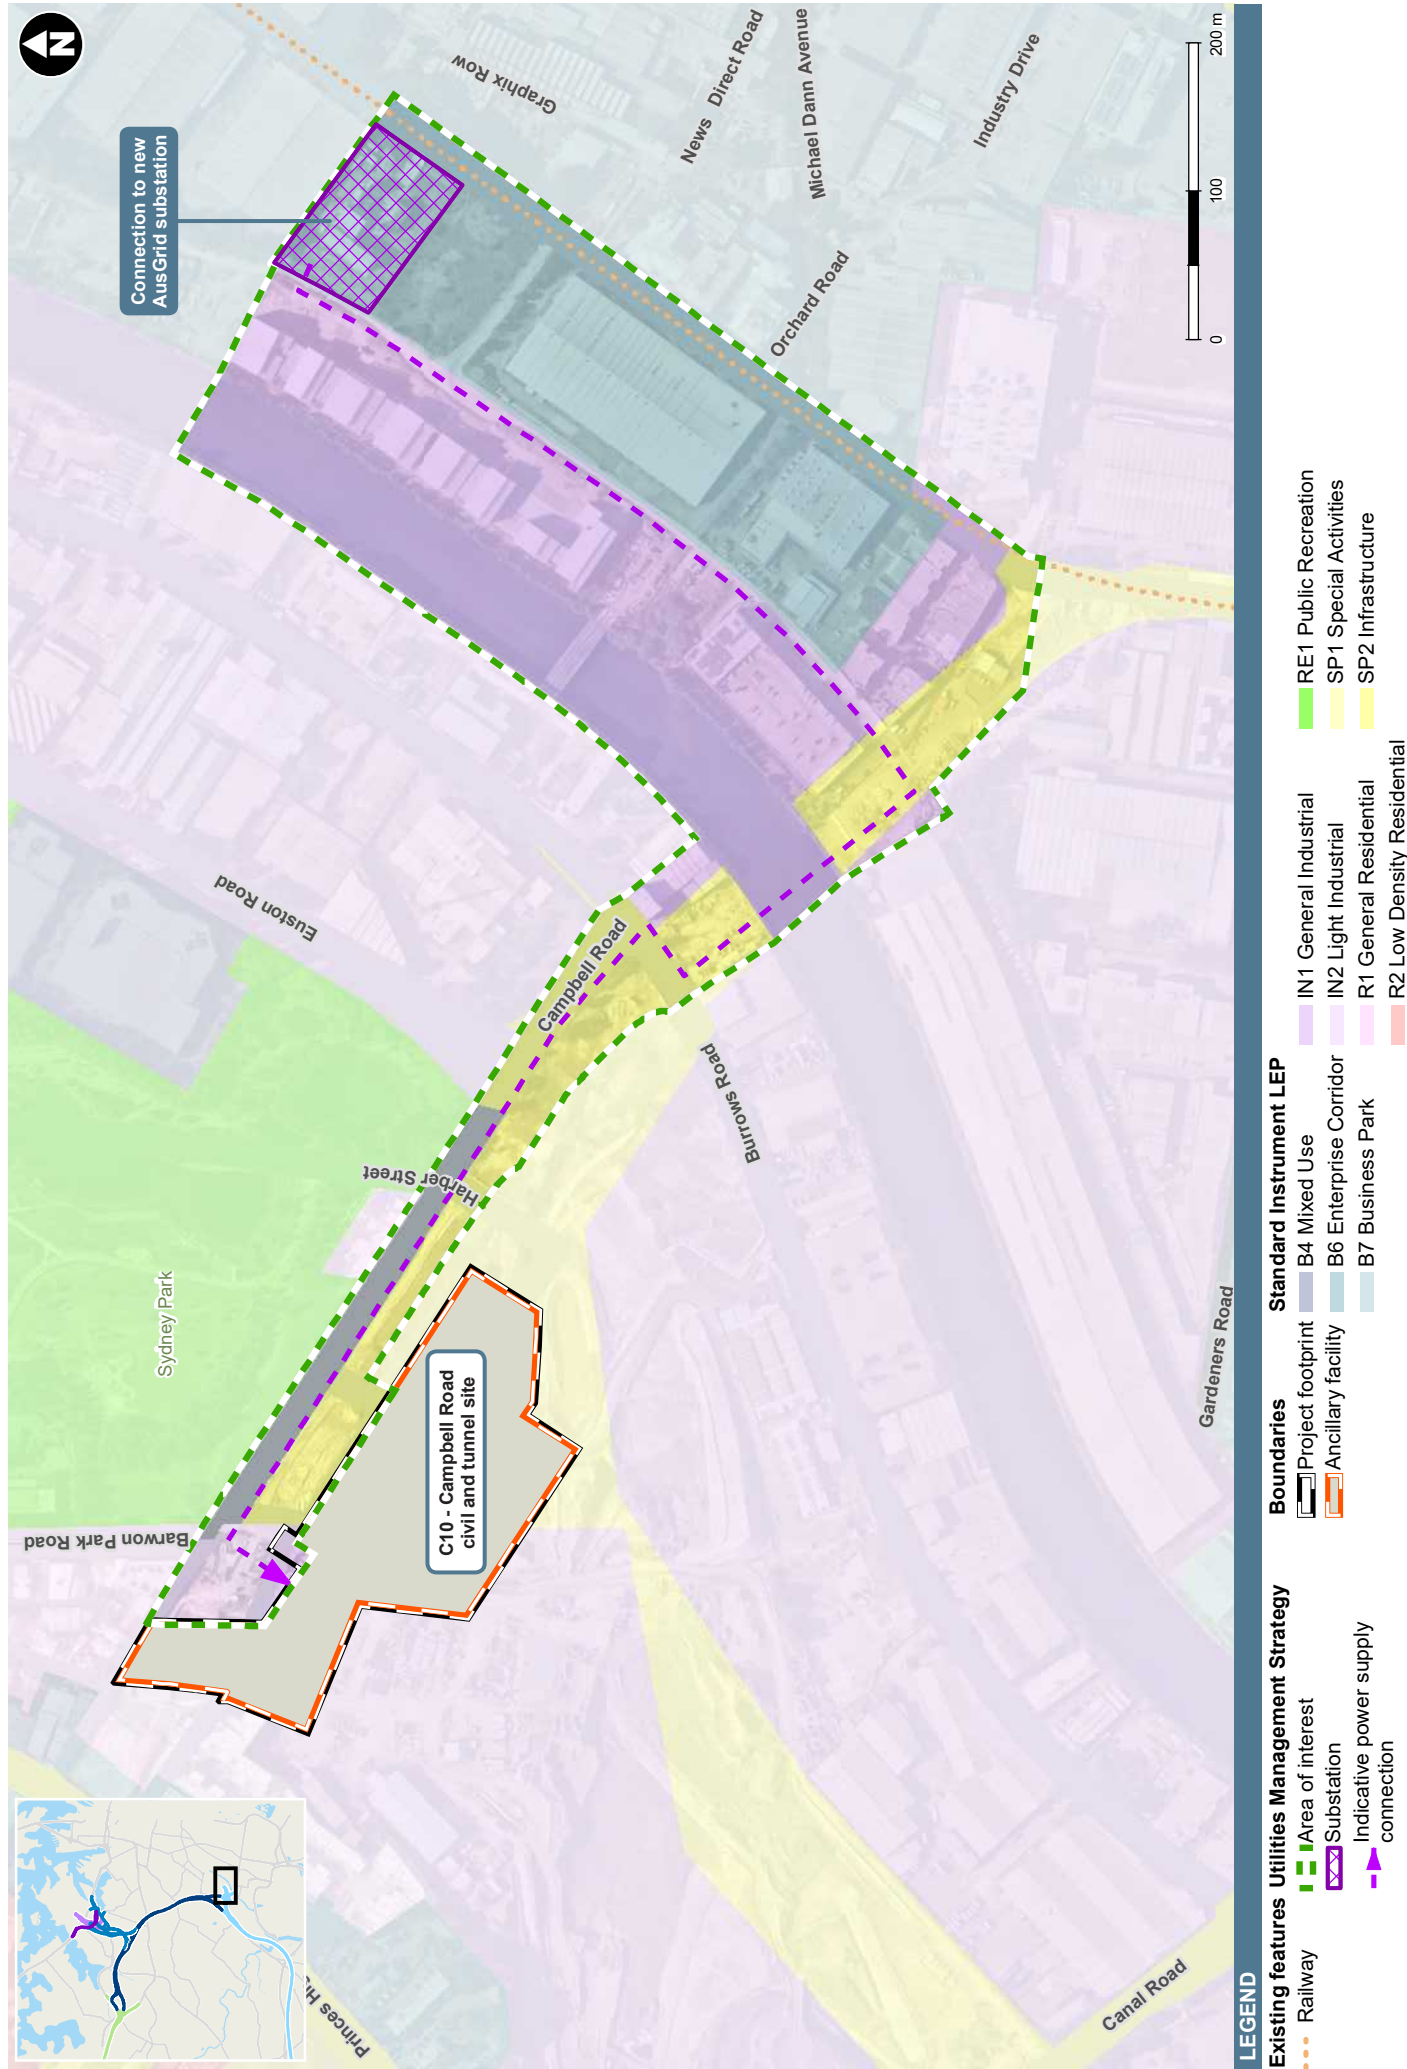 N
Connection to new
AusGrid substation
Graphix Row
News Direct Road
Michael Dann Avenue
Industry Drive
Orchard Road
Euston Road
Campbell Road
Burrows Road
Harber Street
Sydney Park
Barwon Park Road
C10 - Campbell Road
civil and tunnel site
Gardeners Road
Canal Road
Princes Hi
0 100 200 m
LEGEND
Existing features
Railway
Utilities Management Strategy
Area of interest
Substation
Indicative power supply
connection
Boundaries
Project footprint
Ancillary facility
Standard Instrument LEP
B4 Mixed Use
B6 Enterprise Corridor
B7 Business Park
IN1 General Industrial
IN2 Light Industrial
R1 General Residential
R2 Low Density Residential
RE1 Public Recreation
SP1 Special Activities
SP2 Infrastructure